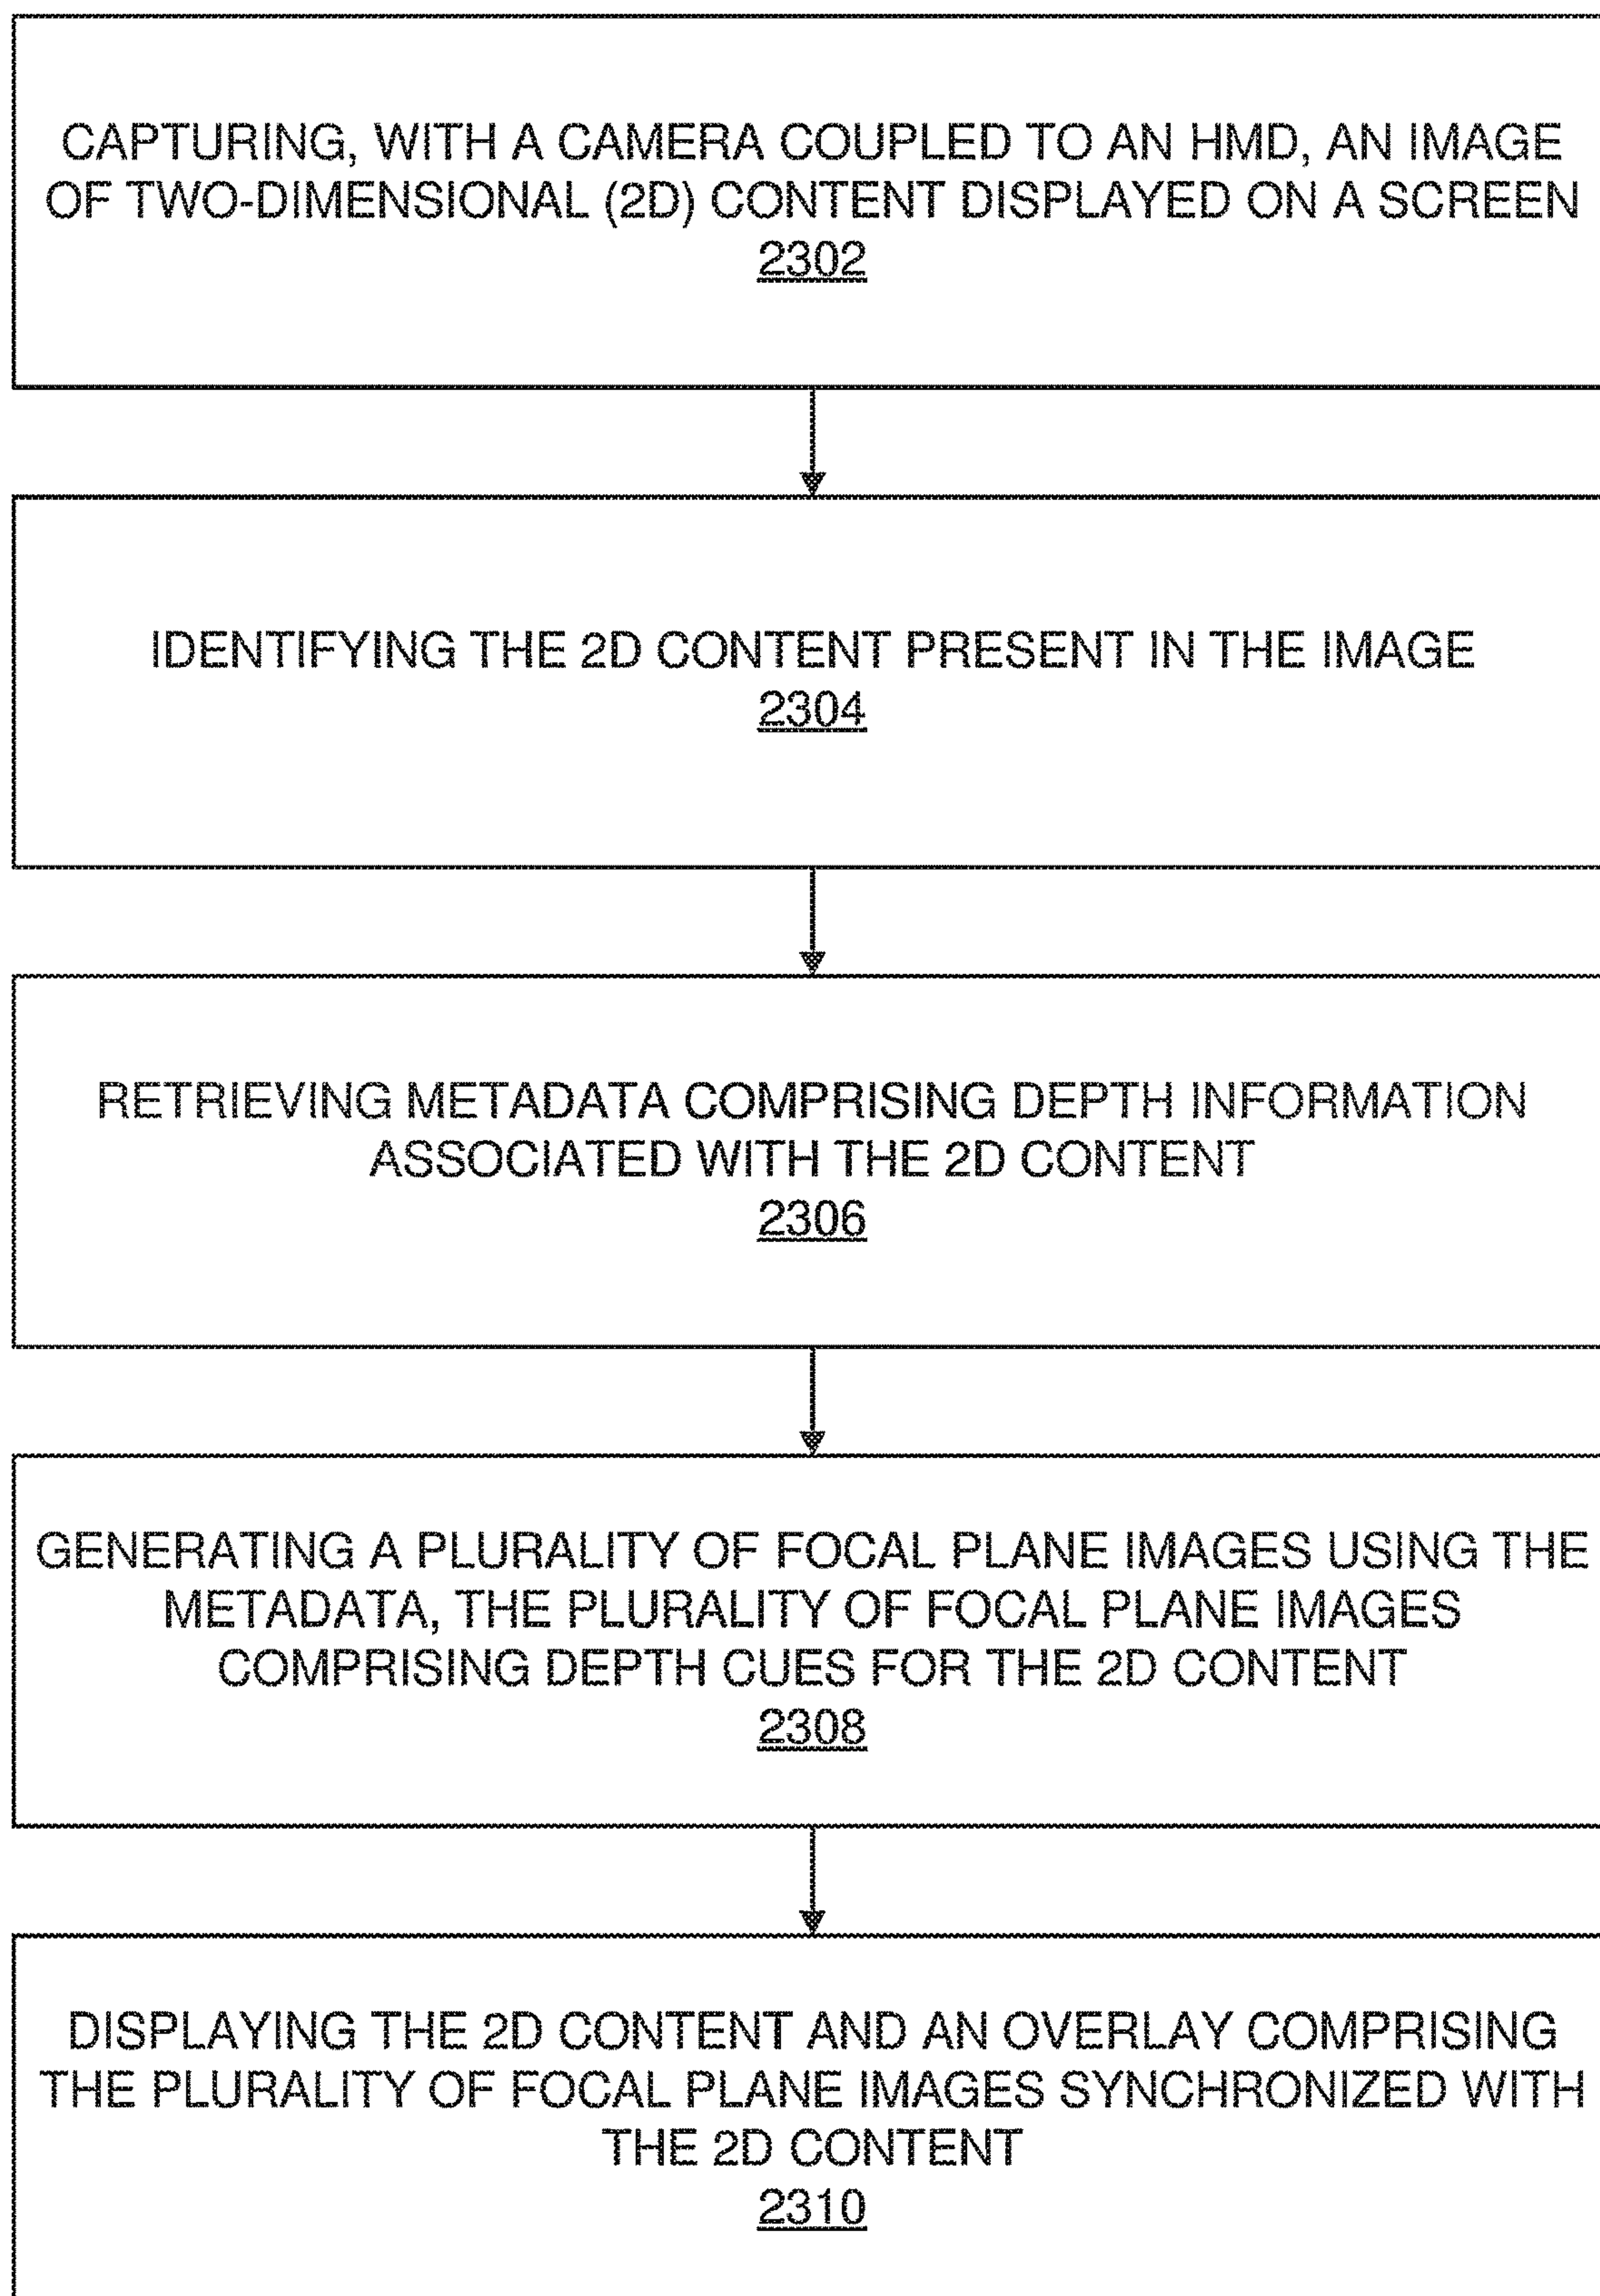 CAPTURING, WITH A CAMERA COUPLED TO AN HMD, AN IMAGE
OF TWO-DIMENSIONAL (2D) CONTENT DISPLAYED ON A SCREEN
2302
IDENTIFYING THE 2D CONTENT PRESENT IN THE IMAGE
2304
RETRIEVING METADATA COMPRISING DEPTH INFORMATION
ASSOCIATED WITH THE 2D CONTENT
2306
GENERATING A PLURALITY OF FOCAL PLANE IMAGES USING THE
METADATA, THE PLURALITY OF FOCAL PLANE IMAGES
COMPRISING DEPTH CUES FOR THE 2D CONTENT
2308
DISPLAYING THE 2D CONTENT AND AN OVERLAY COMPRISING
THE PLURALITY OF FOCAL PLANE IMAGES SYNCHRONIZED WITH
THE 2D CONTENT
2310